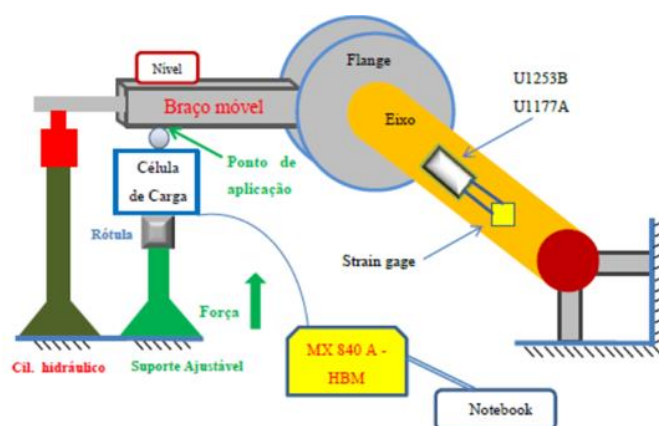 Nível
Flange
U1253B
U1177A
Braço móvel
Eixo
Ponto de
aplicação
Célula
de Carga
Rótula
Strain gage
Força
MX 840 A -
HBM
Cil. hidráulico
Suporte Ajustável
Notebook